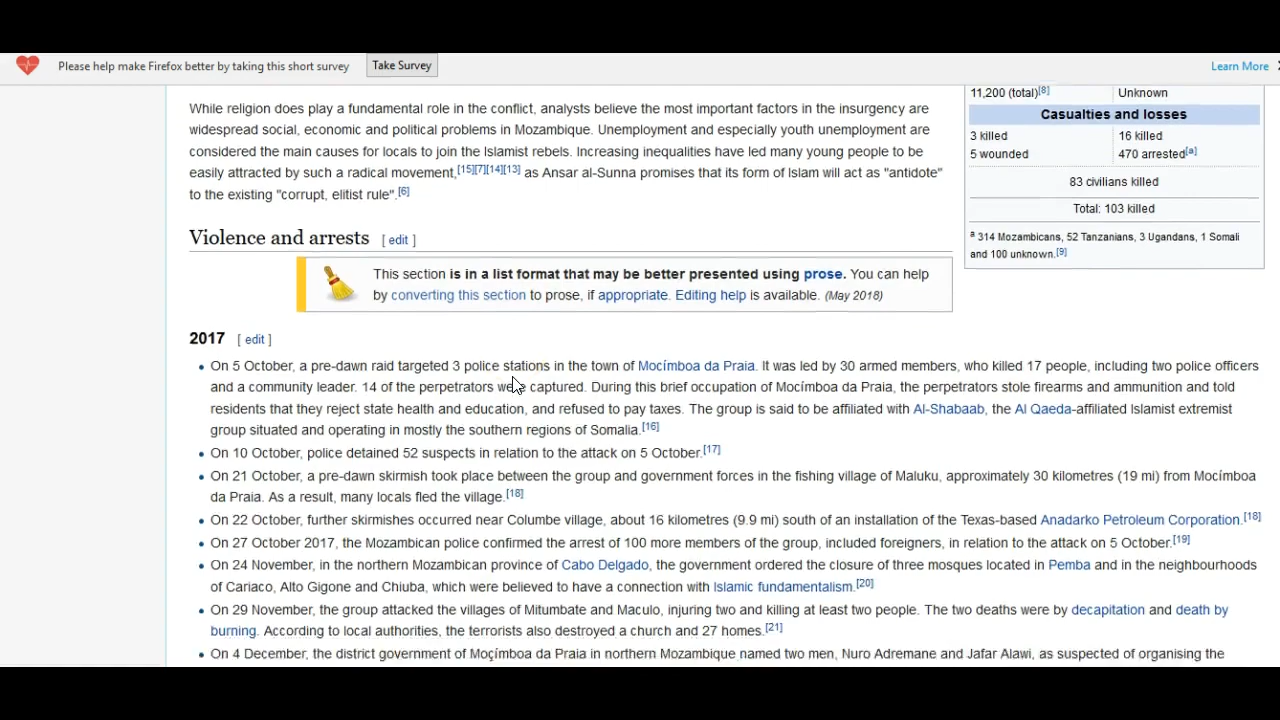 Please help make Firefox better by taking this short survey Take Survey Learn More
11,200 (total)[8] Unknown
Casualties and losses
3 killed 16 killed
5 wounded 470 arrested[a]
83 civilians killed
Total: 103 killed
a 314 Mozambicans, 52 Tanzanians, 3 Ugandans, 1 Somali
and 100 unknown.[9]
While religion does play a fundamental role in the conflict, analysts believe the most important factors in the insurgency are
widespread social, economic and political problems in Mozambique. Unemployment and especially youth unemployment are
considered the main causes for locals to join the Islamist rebels. Increasing inequalities have led many young people to be
easily attracted by such a radical movement,[15][7][14][13] as Ansar al-Sunna promises that its form of Islam will act as "antidote"
to the existing "corrupt, elitist rule".[6]
Violence and arrests [ edit ]
This section is in a list format that may be better presented using prose. You can help
by converting this section to prose, if appropriate. Editing help is available. (May 2018)
2017 [ edit ]
On 5 October, a pre-dawn raid targeted 3 police stations in the town of Mocímboa da Praia. It was led by 30 armed members, who killed 17 people, including two police officers
and a community leader. 14 of the perpetrators were captured. During this brief occupation of Mocímboa da Praia, the perpetrators stole firearms and ammunition and told
residents that they reject state health and education, and refused to pay taxes. The group is said to be affiliated with Al-Shabaab, the Al Qaeda-affiliated Islamist extremist
group situated and operating in mostly the southern regions of Somalia.[16]
On 10 October, police detained 52 suspects in relation to the attack on 5 October.[17]
On 21 October, a pre-dawn skirmish took place between the group and government forces in the fishing village of Maluku, approximately 30 kilometres (19 mi) from Mocímboa
da Praia. As a result, many locals fled the village.[18]
On 22 October, further skirmishes occurred near Columbe village, about 16 kilometres (9.9 mi) south of an installation of the Texas-based Anadarko Petroleum Corporation.[18]
On 27 October 2017, the Mozambican police confirmed the arrest of 100 more members of the group, included foreigners, in relation to the attack on 5 October.[19]
On 24 November, in the northern Mozambican province of Cabo Delgado, the government ordered the closure of three mosques located in Pemba and in the neighbourhoods
of Cariaco, Alto Gigone and Chiuba, which were believed to have a connection with Islamic fundamentalism.[20]
On 29 November, the group attacked the villages of Mitumbate and Maculo, injuring two and killing at least two people. The two deaths were by decapitation and death by
burning. According to local authorities, the terrorists also destroyed a church and 27 homes.[21]
On 4 December, the district government of Moçímboa da Praia in northern Mozambique named two men, Nuro Adremane and Jafar Alawi, as suspected of organising the